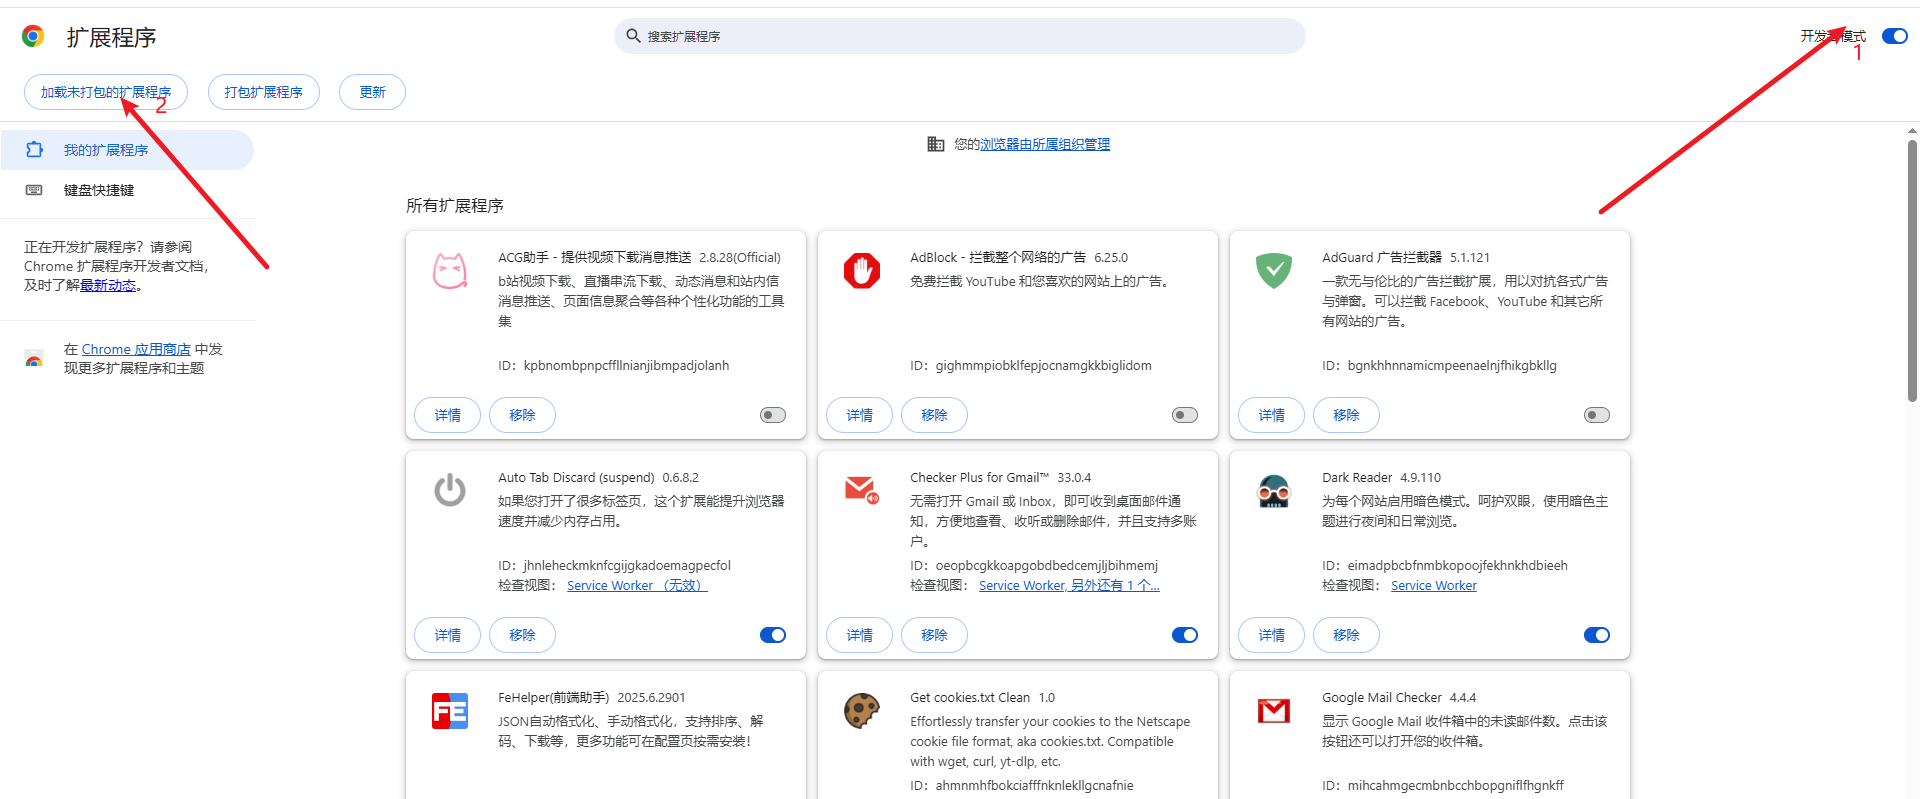 扩展程序
搜索扩展程序
开发者模式
1
加载未打包的扩展程序
2
打包扩展程序
更新
我的扩展程序
键盘快捷键
正在开发扩展程序？请参阅
Chrome 扩展程序开发者文档，
及时了解最新动态。
在 Chrome 应用商店 中发
现更多扩展程序和主题
您的浏览器由所属组织管理
所有扩展程序
ACG助手 - 提供视频下载消息推送 2.8.28(Official)
b站视频下载、直播串流下载、动态消息和站内信
消息推送、页面信息聚合等各种个性化功能的工具
集
ID：kpbnombpnpcffllnianjibmpadjolanh
详情
移除
AdBlock - 拦截整个网络的广告 6.25.0
免费拦截 YouTube 和您喜欢的网站上的广告。
ID：gighmmpiobklfepjocnamgkkbiglidom
详情
移除
AdGuard 广告拦截器 5.1.121
一款无与伦比的广告拦截扩展，用以对抗各式广告
与弹窗。可以拦截 Facebook、YouTube 和其它所
有网站的广告。
ID：bgnkhhnnamicmpeenaelnjfhikgbkllg
详情
移除
Auto Tab Discard (suspend) 0.6.8.2
如果您打开了很多标签页，这个扩展能提升浏览器
速度并减少内存占用。
ID：jhnleheckmknfcgijgkadoemagpecfol
检查视图： Service Worker （无效）
详情
移除
Checker Plus for Gmail™ 33.0.4
无需打开 Gmail 或 Inbox，即可收到桌面邮件通
知，方便地查看、收听或删除邮件，并且支持多账
户。
ID：oeopbcgkkoapgobdbedcemjljbihmemj
检查视图： Service Worker, 另外还有 1 个...
详情
移除
Dark Reader 4.9.110
为每个网站启用暗色模式。呵护双眼，使用暗色主
题进行夜间和日常浏览。
ID：eimadpbcbfnmbkopoojfekhnkhdbieeh
检查视图： Service Worker
详情
移除
FE
FeHelper(前端助手) 2025.6.2901
JSON自动格式化、手动格式化，支持排序、解
码、下载等，更多功能可在配置页按需安装！
Get cookies.txt Clean 1.0
Effortlessly transfer your cookies to the Netscape
cookie file format, aka cookies.txt. Compatible
with wget, curl, yt-dlp, etc.
ID：ahmnmhfbokciafffnknlekllgcnafnie
Google Mail Checker 4.4.4
显示 Google Mail 收件箱中的未读邮件数。点击该
按钮还可以打开您的收件箱。
ID：mihcahmgecmbnbcchbopgniflfhgnkff